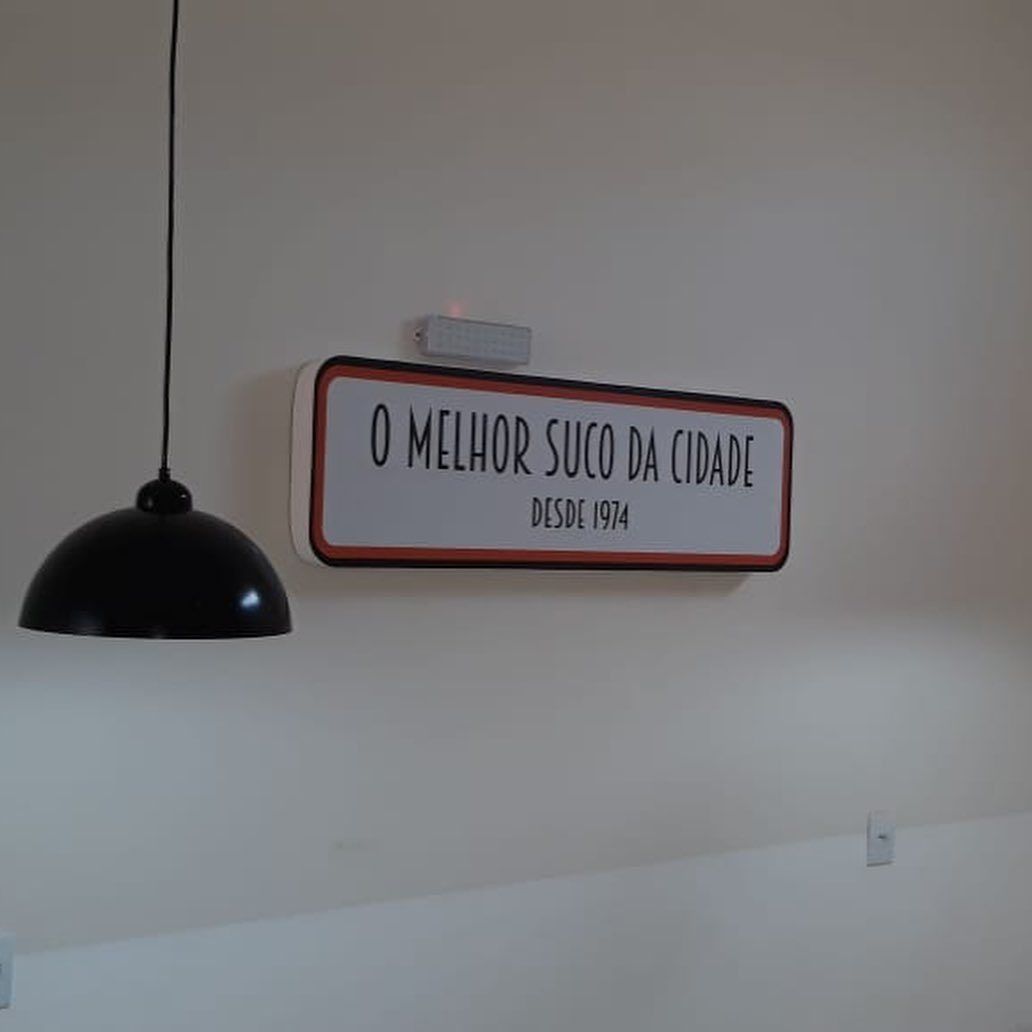 O MELHOR SUCO DA CIDADE
DESDE 1974